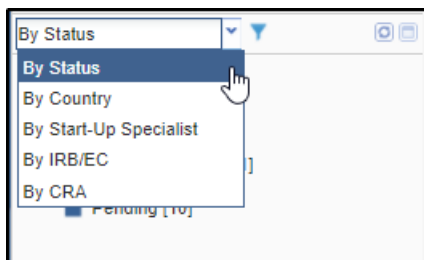 By Status
By Status
By Country
By Start-Up Specialist
By IRB/EC
]
By CRA
Pending [10]